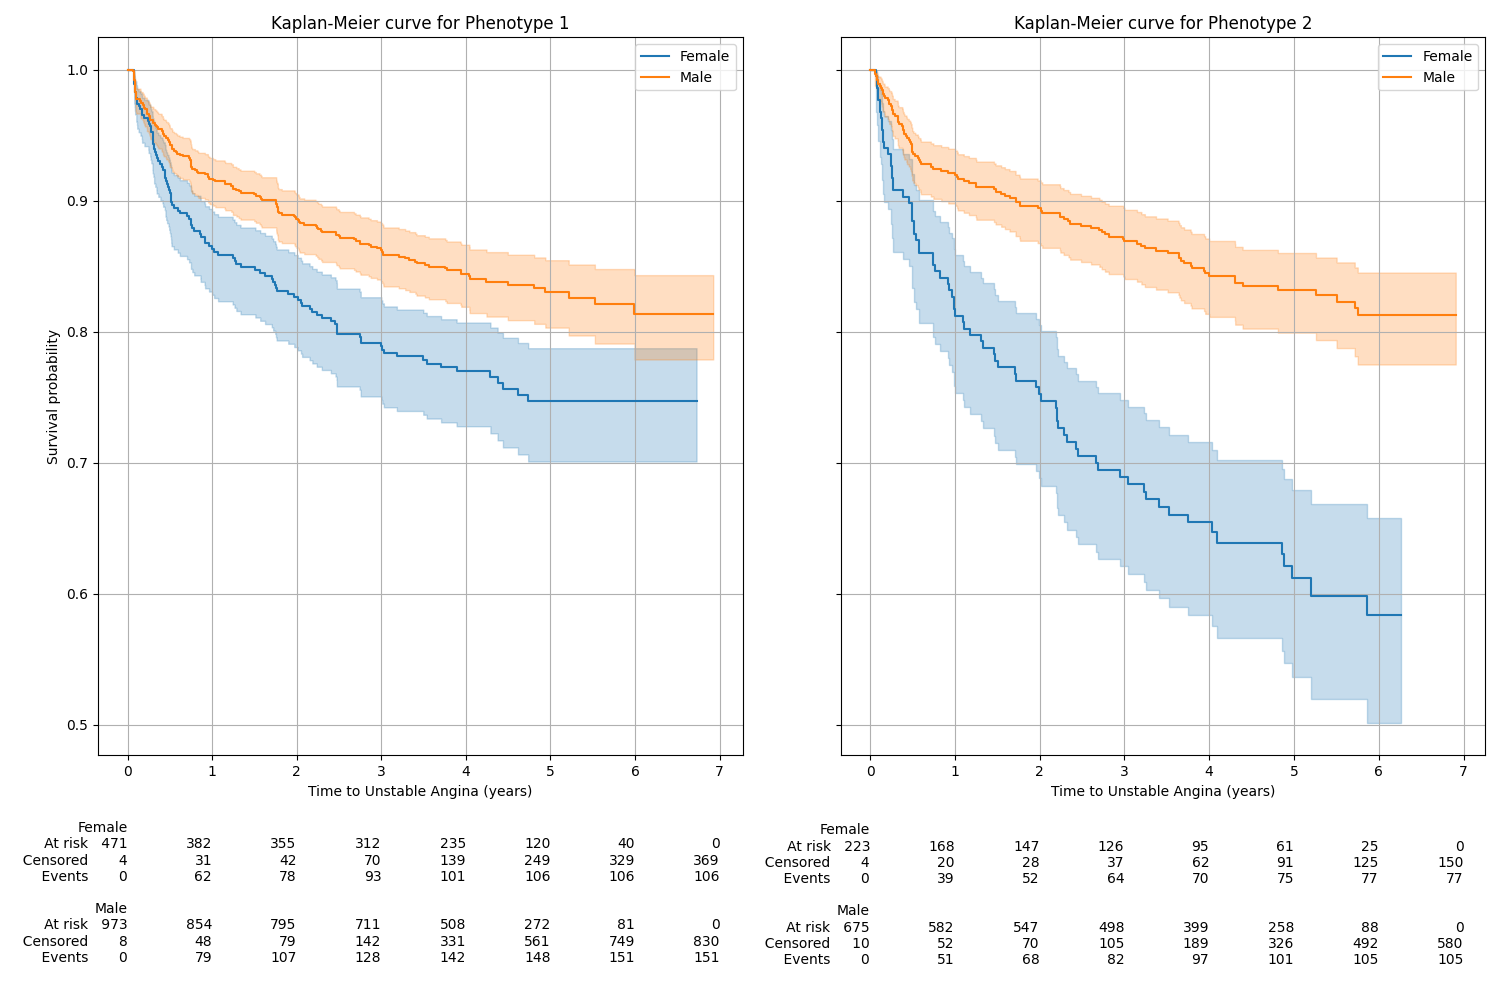 Kaplan-Meier curve for Phenotype 1
Female
Male
1.0
0.9
0.8
0.7
0.6
0.5
Survival probability
0 1 2 3 4 5 6 7
Time to Unstable Angina (years)
Female
At risk 471 382 355 312 235 120 40 0
Censored 4 31 42 70 139 249 329 369
Events 0 62 78 93 101 106 106 106
Male
At risk 973 854 795 711 508 272 81 0
Censored 8 48 79 142 331 561 749 830
Events 0 79 107 128 142 148 151 151
Kaplan-Meier curve for Phenotype 2
Female
Male
0 1 2 3 4 5 6 7
Time to Unstable Angina (years)
Female
At risk 223 168 147 126 95 61 25 0
Censored 4 20 28 37 62 91 125 150
Events 0 39 52 64 70 75 77 77
Male
At risk 675 582 547 498 399 258 88 0
Censored 10 52 70 105 189 326 492 580
Events 0 51 68 82 97 101 105 105